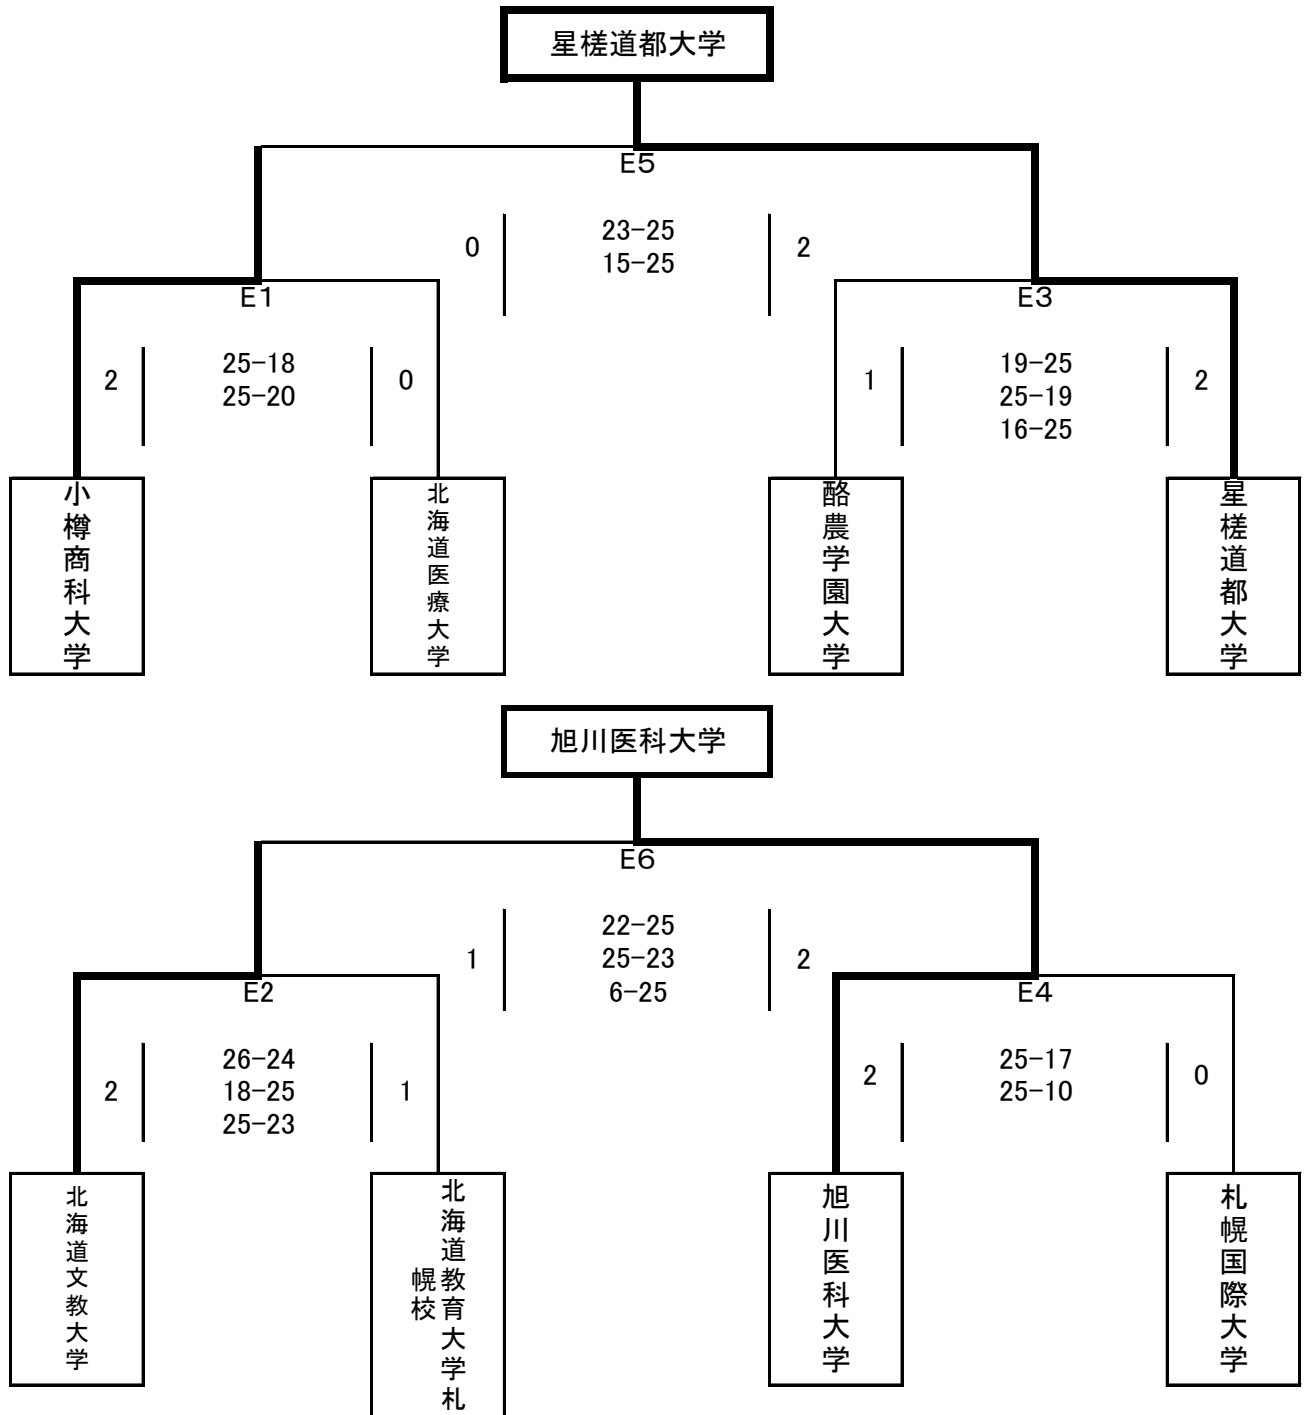 星槎道都大学
E5
0
23-25
15-25
2
E1
2
25-18
25-20
0
E3
1
19-25
25-19
16-25
2
小樽商科大学
北海道医療大学
酪農学園大学
星槎道都大学
旭川医科大学
E6
1
22-25
25-23
6-25
2
E2
2
26-24
18-25
25-23
1
E4
2
25-17
25-10
0
北海道文教大学
北海道教育大学札
幌校
旭川医科大学
札幌国際大学